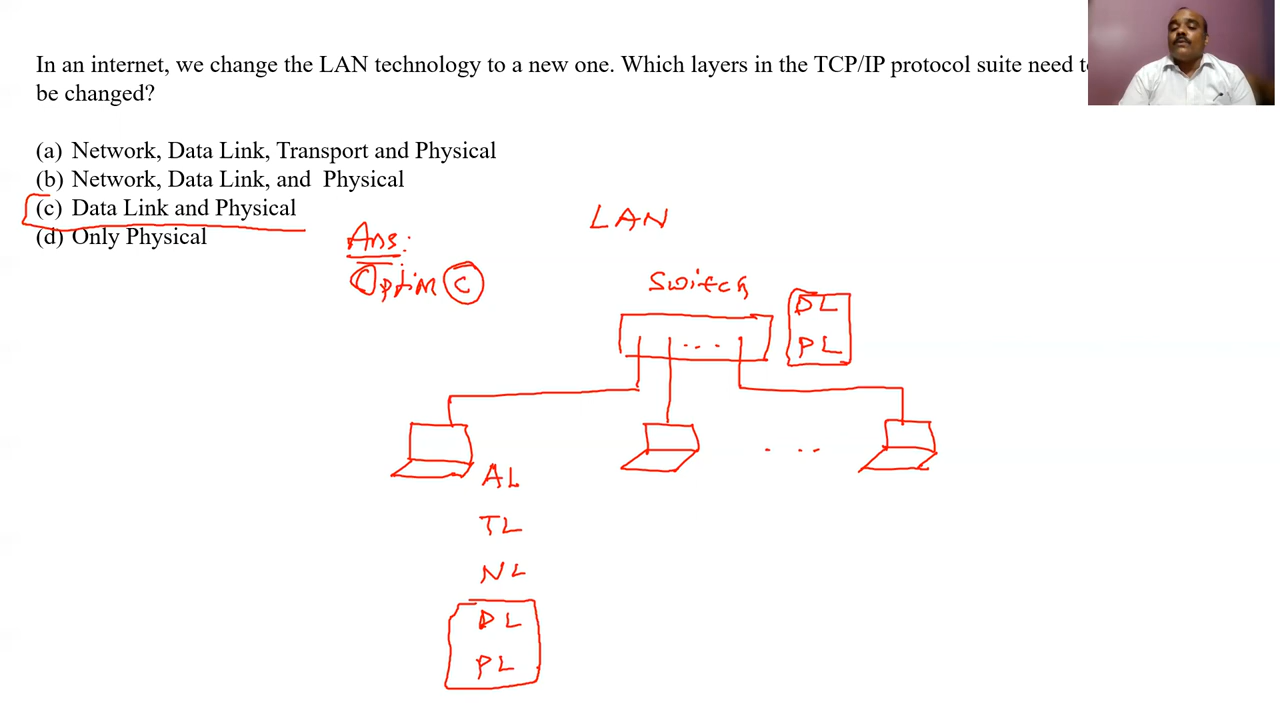 In an internet, we change the LAN technology to a new one. Which layers in the TCP/IP protocol suite need
be changed?
(a) Network, Data Link, Transport and Physical
(b) Network, Data Link, and Physical
(c) Data Link and Physical
(d) Only Physical
Ans:
Option C
LAN
Switch
DL
PL
...
...
AL
TL
NL
DL
PL